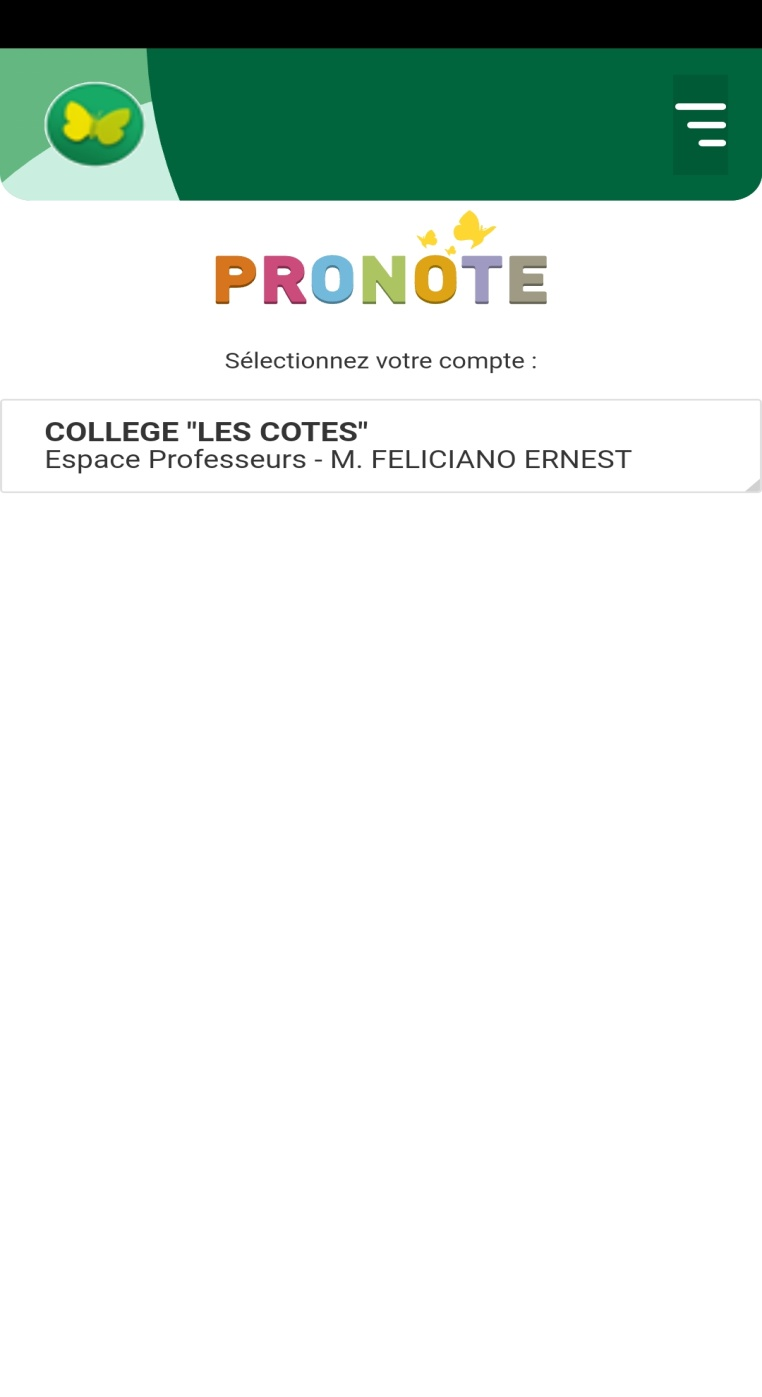 PRONOTE
Sélectionnez votre compte :
COLLEGE "LES COTES"
Espace Professeurs - M. FELICIANO ERNEST